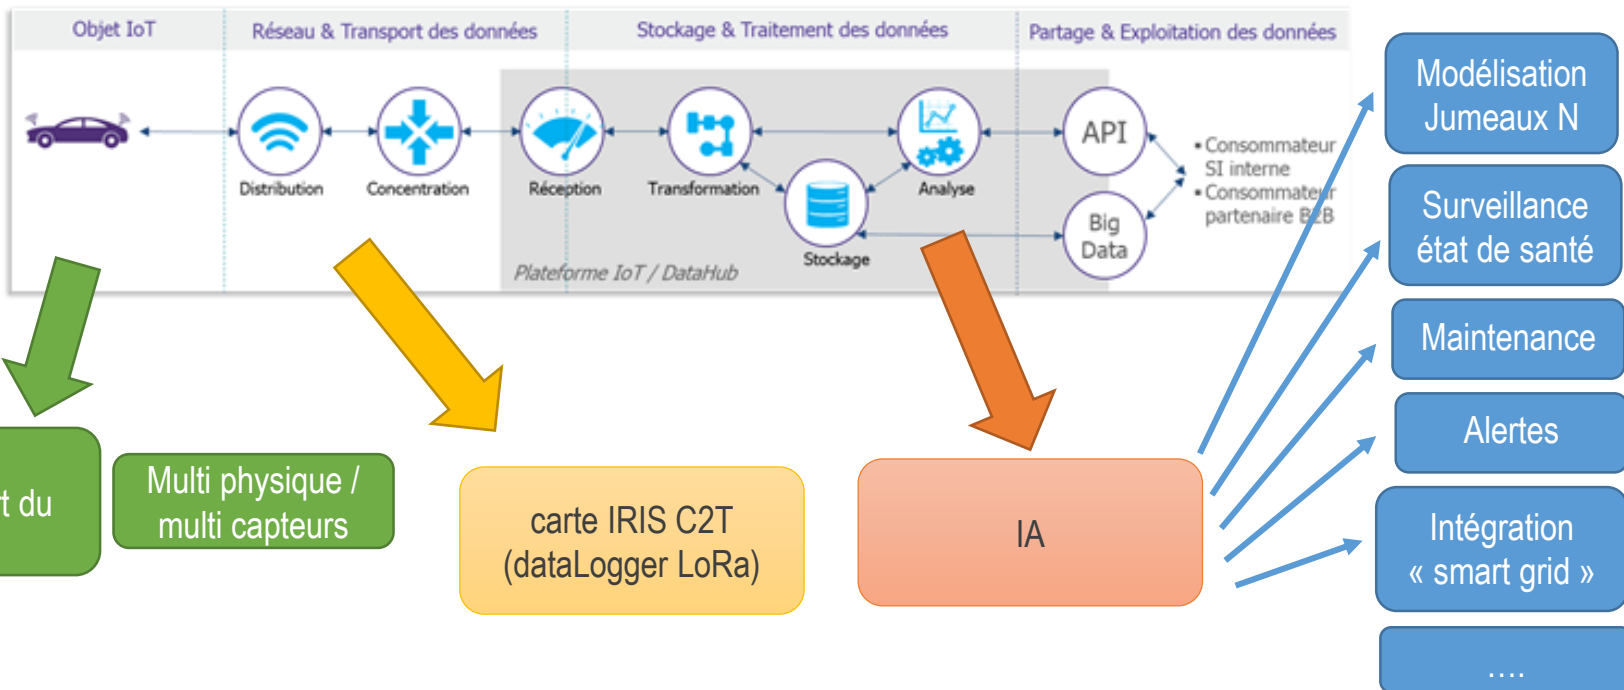 Objet IoT
Réseau & Transport des données
Stockage & Traitement des données
Partage & Exploitation des données
Distribution
Concentration
Réception
Transformation
Stockage
Analyse
API
Big
Data
▪ Consommateur
SI interne
▪ Consommateur
partenaire B2B
Plateforme IoT / DataHub
Modélisation
Jumeaux N
Surveillance
état de santé
Maintenance
Alertes
Intégration
« smart grid »
....
du
Multi physique /
multi capteurs
carte IRIS C2T
(dataLogger LoRa)
IA